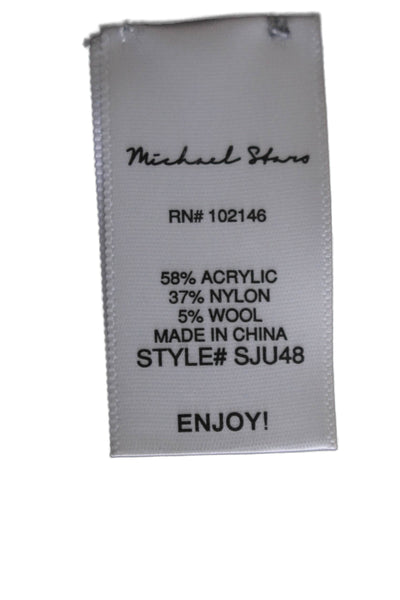 Michael Stars
RN# 102146
58% ACRYLIC
37% NYLON
5% WOOL
MADE IN CHINA
STYLE# SJU48
ENJOY!